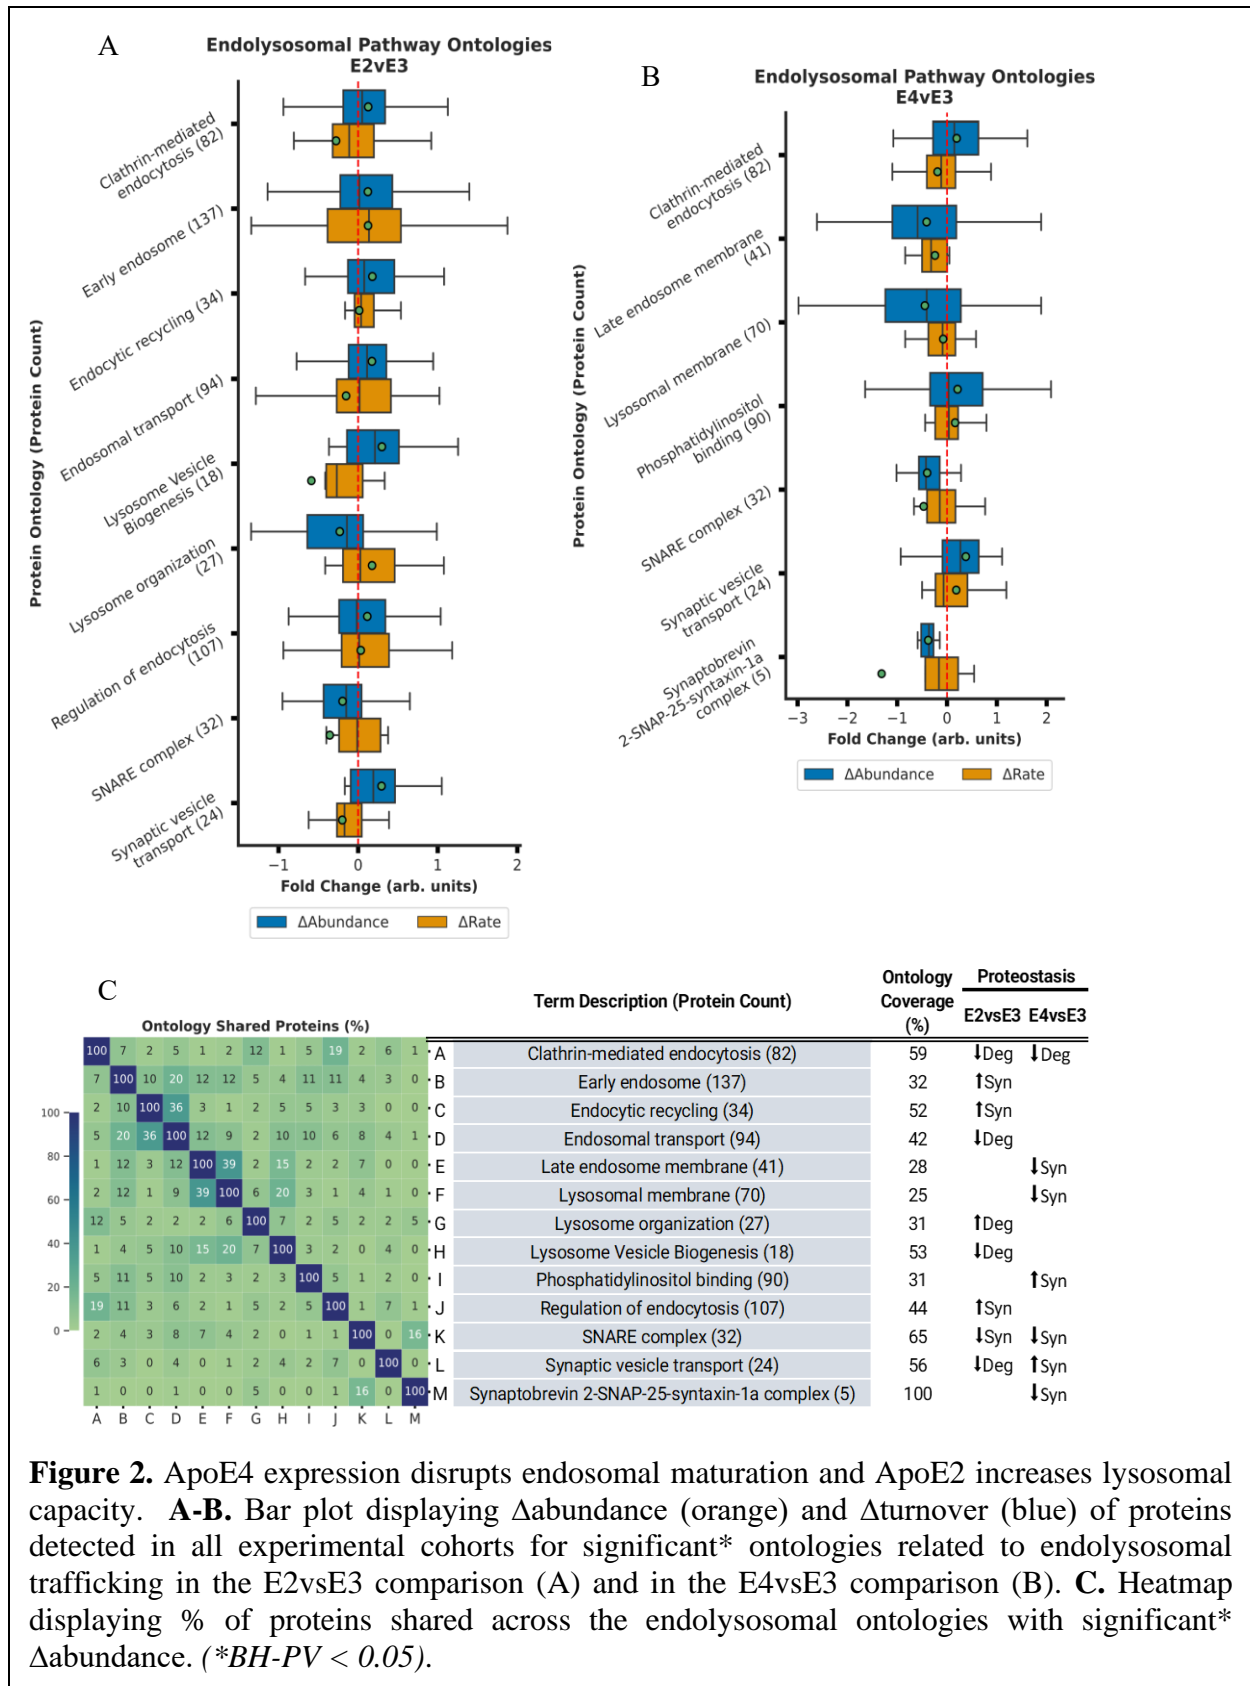 A
Endolysosomal Pathway Ontologies
E2vE3
Protein Ontology (Protein Count)
Clathrin-mediated
endocytosis (82)
Early endosome (137)
Endocytic recycling (34)
Endosomal transport (94)
Lysosome Vesicle
Biogenesis (18)
Lysosome organization
(27)
Regulation of endocytosis
(107)
SNARE complex (32)
Synaptic vesicle
transport (24)
−1 0 1 2
Fold Change (arb. units)
ΔAbundance ΔRate
B
Endolysosomal Pathway Ontologies
E4vE3
Protein Ontology (Protein Count)
Clathrin-mediated
endocytosis (82)
Late endosome membrane
(41)
Lysosomal membrane (70)
Phosphatidylinositol
binding (90)
SNARE complex (32)
Synaptic vesicle
transport (24)
Synaptobrevin
2-SNAP-25-syntaxin-1a
complex (5)
−3 −2 −1 0 1 2
Fold Change (arb. units)
ΔAbundance ΔRate
C
Ontology Shared Proteins (%)
100
80
60
40
20
0
Term Description (Protein Count) Ontology Coverage (%) Proteostasis
E2vsE3 E4vsE3
100 7 2 5 1 2 12 1 5 19 2 6 1 A Clathrin-mediated endocytosis (82) 59 ↓Deg ↓Deg
7 100 10 20 12 12 5 4 11 11 4 3 0 B Early endosome (137) 32 ↑Syn
2 10 100 36 3 1 2 5 5 3 3 0 0 C Endocytic recycling (34) 52 ↑Syn
5 20 36 100 12 9 2 10 10 6 8 4 1 D Endosomal transport (94) 42 ↓Deg
1 12 3 12 100 39 2 15 2 2 7 0 0 E Late endosome membrane (41) 28 ↓Syn
2 12 1 9 39 100 6 20 3 1 4 1 0 F Lysosomal membrane (70) 25 ↓Syn
12 5 2 2 2 6 100 7 2 5 2 2 5 G Lysosome organization (27) 31 ↑Deg
1 4 5 10 15 20 7 100 3 2 0 4 0 H Lysosome Vesicle Biogenesis (18) 53 ↓Deg
5 11 5 10 2 3 2 3 100 5 1 2 0 I Phosphatidylinositol binding (90) 31 ↑Syn
19 11 3 6 2 1 5 2 5 100 1 7 1 J Regulation of endocytosis (107) 44 ↑Syn
2 4 3 8 7 4 2 0 1 1 100 0 16 K SNARE complex (32) 65 ↓Syn ↓Syn
6 3 0 4 0 1 2 4 2 7 0 100 0 L Synaptic vesicle transport (24) 56 ↓Deg ↑Syn
1 0 0 1 0 0 5 0 0 1 16 0 100 M Synaptobrevin 2-SNAP-25-syntaxin-1a complex (5) 100 ↓Syn
A B C D E F G H I J K L M
Figure 2. ApoE4 expression disrupts endosomal maturation and ApoE2 increases lysosomal
capacity. A-B. Bar plot displaying Δabundance (orange) and Δturnover (blue) of proteins
detected in all experimental cohorts for significant* ontologies related to endolysosomal
trafficking in the E2vsE3 comparison (A) and in the E4vsE3 comparison (B). C. Heatmap
displaying % of proteins shared across the endolysosomal ontologies with significant*
Δabundance. (*BH-PV < 0.05).